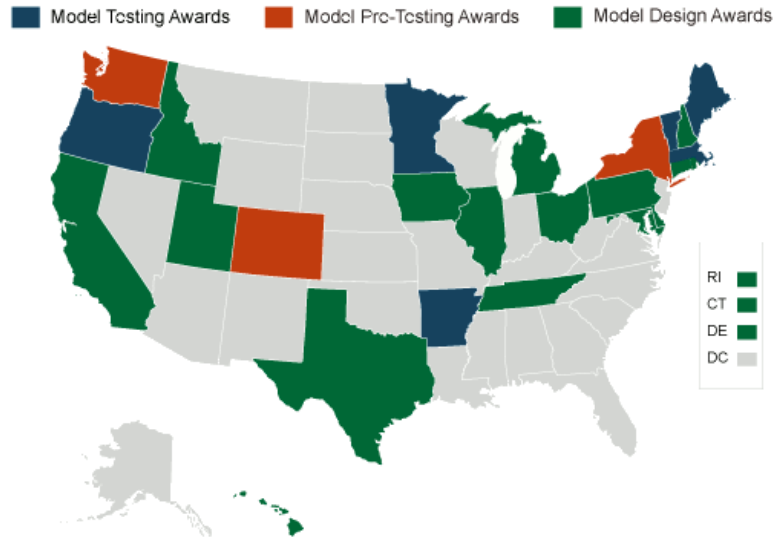 Model Testing Awards
Model Pre-Testing Awards
Model Design Awards
RI
CT
DE
DC